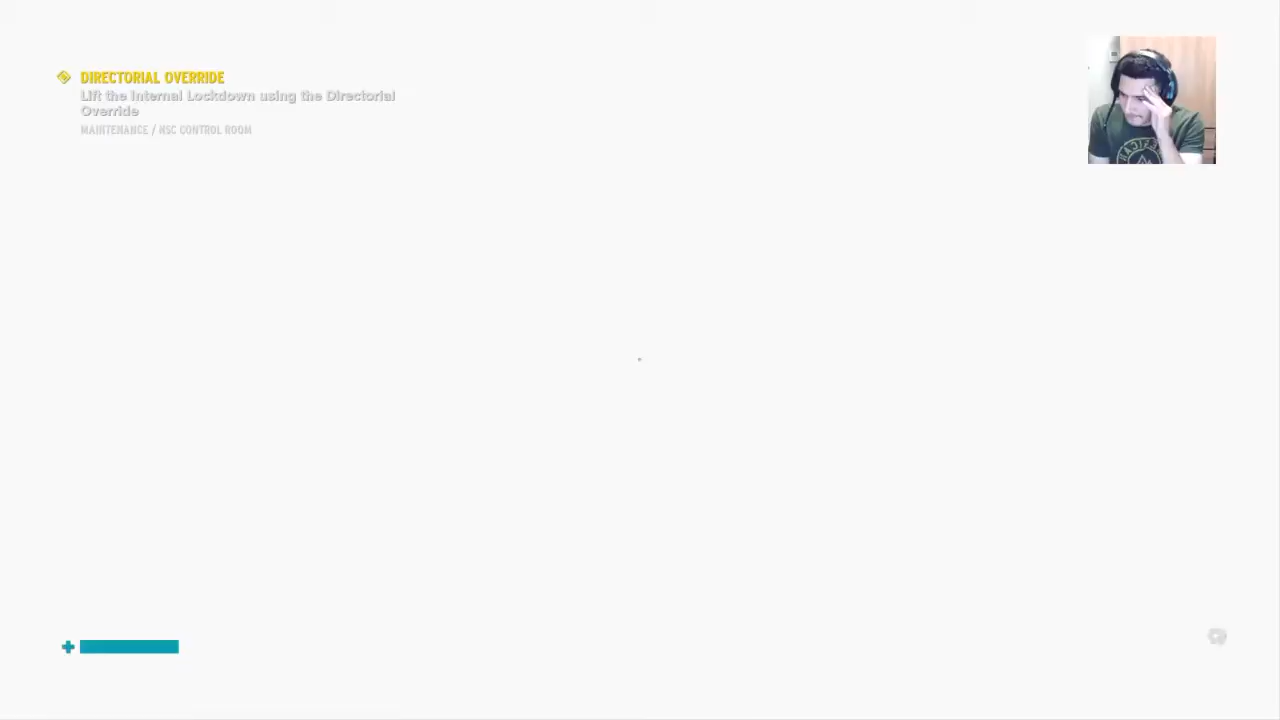 DIRECTORIAL OVERRIDE
Lift the Internal Lockdown using the Directorial
Override
MAINTENANCE / NSC CONTROL ROOM